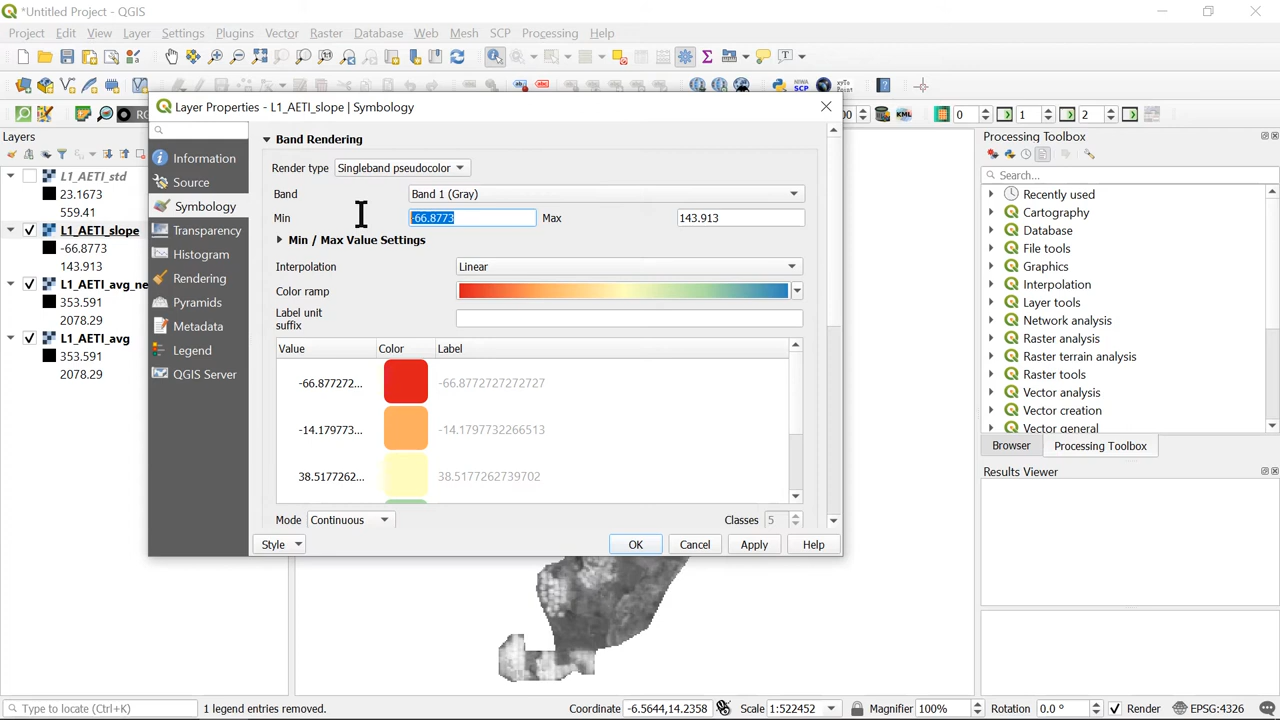 *Untitled Project - QGIS
Project Edit View Layer Settings Plugins Vector Raster Database Web Mesh SCP Processing Help
Layer Properties - L1_AETI_slope | Symbology
Layers
L1_AETI_std
23.1673
559.41
L1_AETI_slope
-66.8773
143.913
L1_AETI_avg_ne
353.591
2078.29
L1_AETI_avg
353.591
2078.29
Information
Source
Symbology
Transparency
Histogram
Rendering
Pyramids
Metadata
Legend
QGIS Server
Band Rendering
Render type Singleband pseudocolor
Band Band 1 (Gray)
Min -66.8773 Max 143.913
Min / Max Value Settings
Interpolation Linear
Color ramp
Label unit
suffix
Value Color Label
-66.877272... -66.8772727272727
-14.179773... -14.1797732266513
38.5177262... 38.5177262739702
Mode Continuous Classes 5
Style OK Cancel Apply Help
KML 0 1 2
Processing Toolbox
Search...
Recently used
Cartography
Database
File tools
Graphics
Interpolation
Layer tools
Network analysis
Raster analysis
Raster terrain analysis
Raster tools
Vector analysis
Vector creation
Vector general
Browser Processing Toolbox
Results Viewer
Type to locate (Ctrl+K) 1 legend entries removed. Coordinate -6.5644,14.2358 Scale 1:522452 Magnifier 100% Rotation 0.0 ° Render EPSG:4326